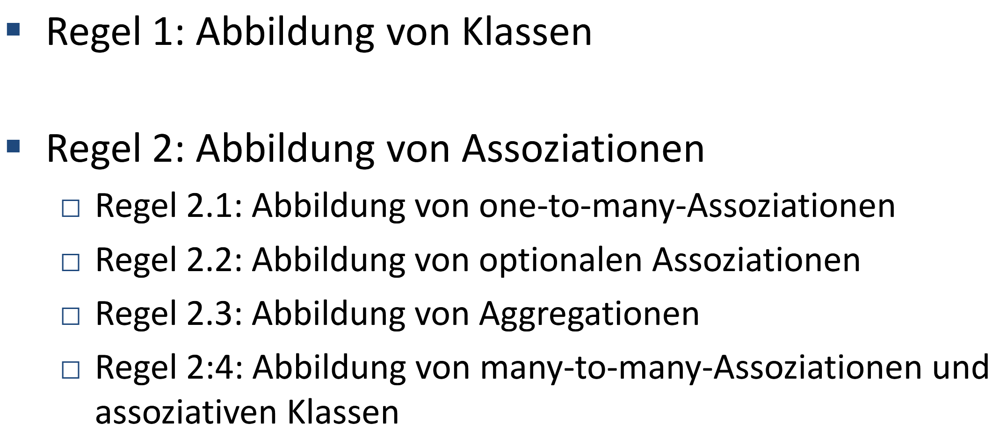 Regel 1: Abbildung von Klassen
Regel 2: Abbildung von Assoziationen
Regel 2.1: Abbildung von one-to-many-Assoziationen
Regel 2.2: Abbildung von optionalen Assoziationen
Regel 2.3: Abbildung von Aggregationen
Regel 2:4: Abbildung von many-to-many-Assoziationen und
assoziativen Klassen